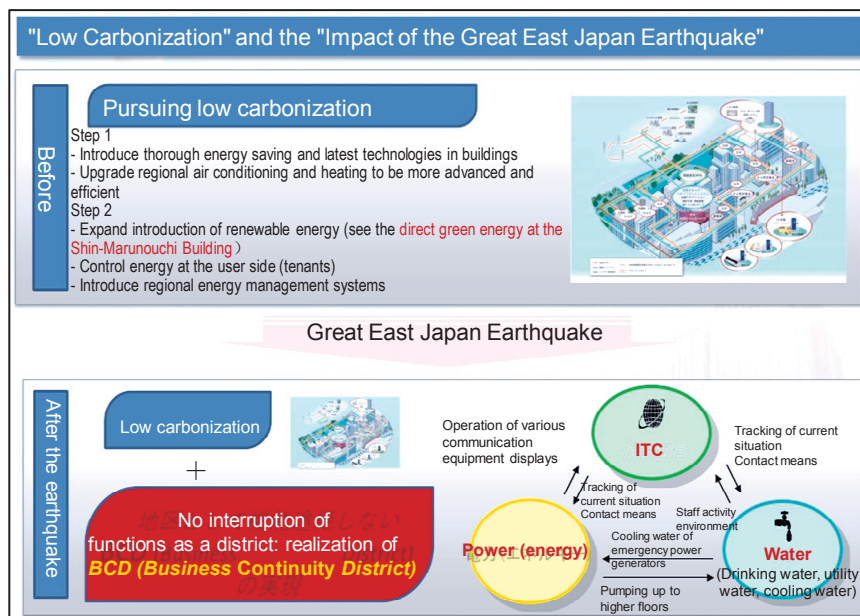 "Low Carbonization" and the "Impact of the Great East Japan Earthquake"
Before
Pursuing low carbonization
Step 1
- Introduce thorough energy saving and latest technologies in buildings
- Upgrade regional air conditioning and heating to be more advanced and
efficient
Step 2
- Expand introduction of renewable energy (see the direct green energy at the
Shin-Marunouchi Building）
- Control energy at the user side (tenants)
- Introduce regional energy management systems
Great East Japan Earthquake
After the earthquake
Low carbonization
+
No interruption of
functions as a district: realization of
BCD (Business Continuity District)
の実現
Operation of various
communication
equipment displays
ITC
Tracking of current
situation
Contact means
Tracking of
current situation
Contact means
Staff activity
environment
Power (energy)
Cooling water of
emergency power
generators
Water
(Drinking water, utility
water, cooling water)
Pumping up to
higher floors